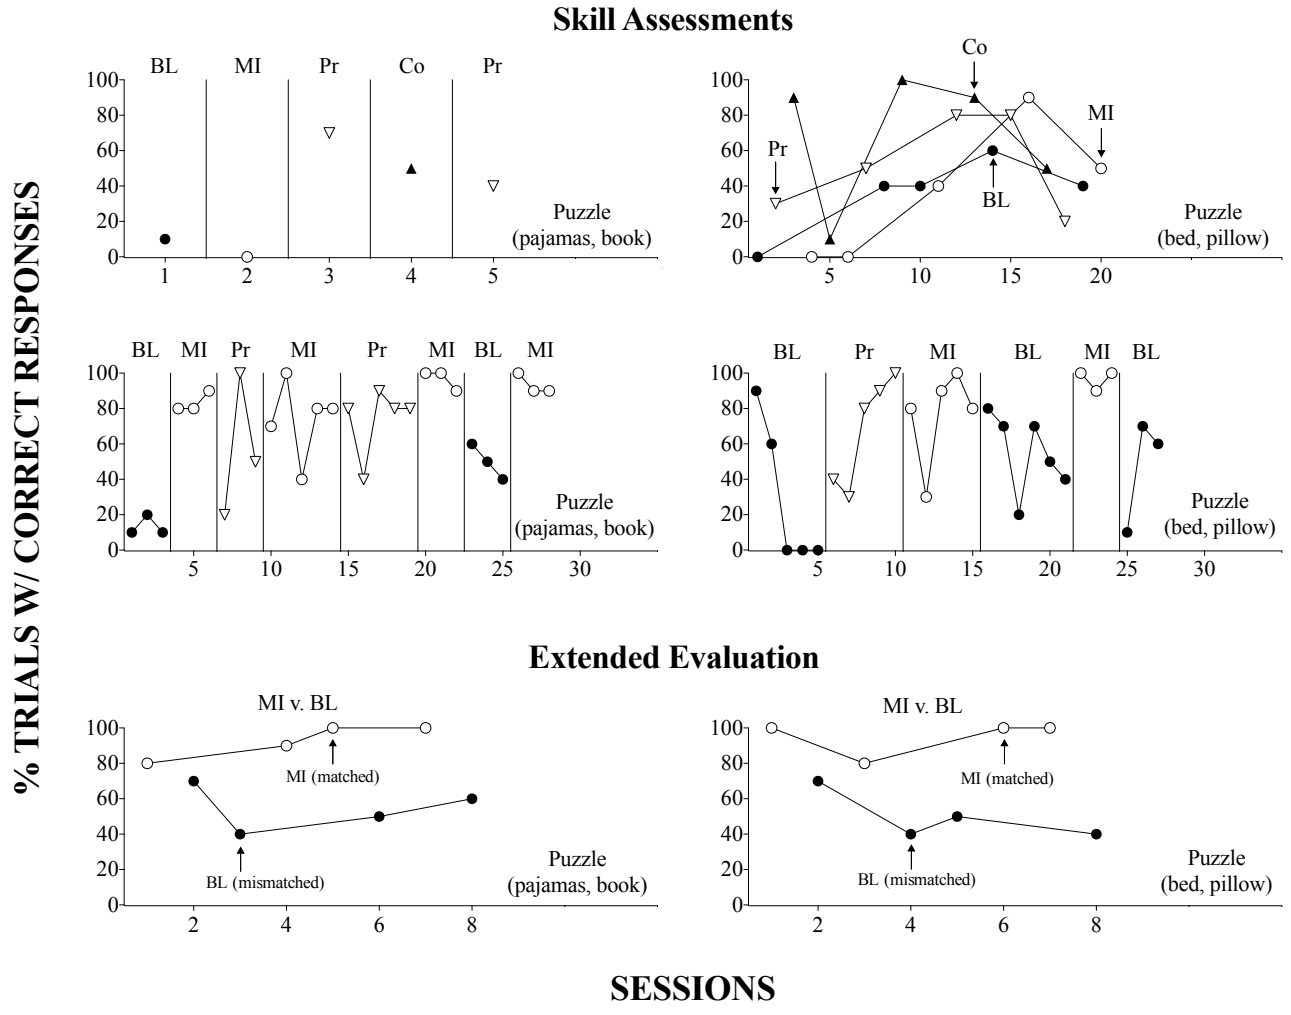 Skill Assessments
% TRIALS W/ CORRECT RESPONSES
BL MI Pr Co Pr
100
80
60
40
20
0
1 2 3 4 5
Puzzle
(pajamas, book)
Co
MI
Pr
BL
100
80
60
40
20
0
5 10 15 20
Puzzle
(bed, pillow)
BL MI Pr MI Pr MI BL MI
100
80
60
40
20
0
5 10 15 20 25 30
Puzzle
(pajamas, book)
BL Pr MI BL MI BL
100
80
60
40
20
0
5 10 15 20 25 30
Puzzle
(bed, pillow)
Extended Evaluation
MI v. BL
100
80
60
40
20
0
MI (matched)
BL (mismatched)
2 4 6 8
Puzzle
(pajamas, book)
MI v. BL
100
80
60
40
20
0
MI (matched)
BL (mismatched)
2 4 6 8
Puzzle
(bed, pillow)
SESSIONS